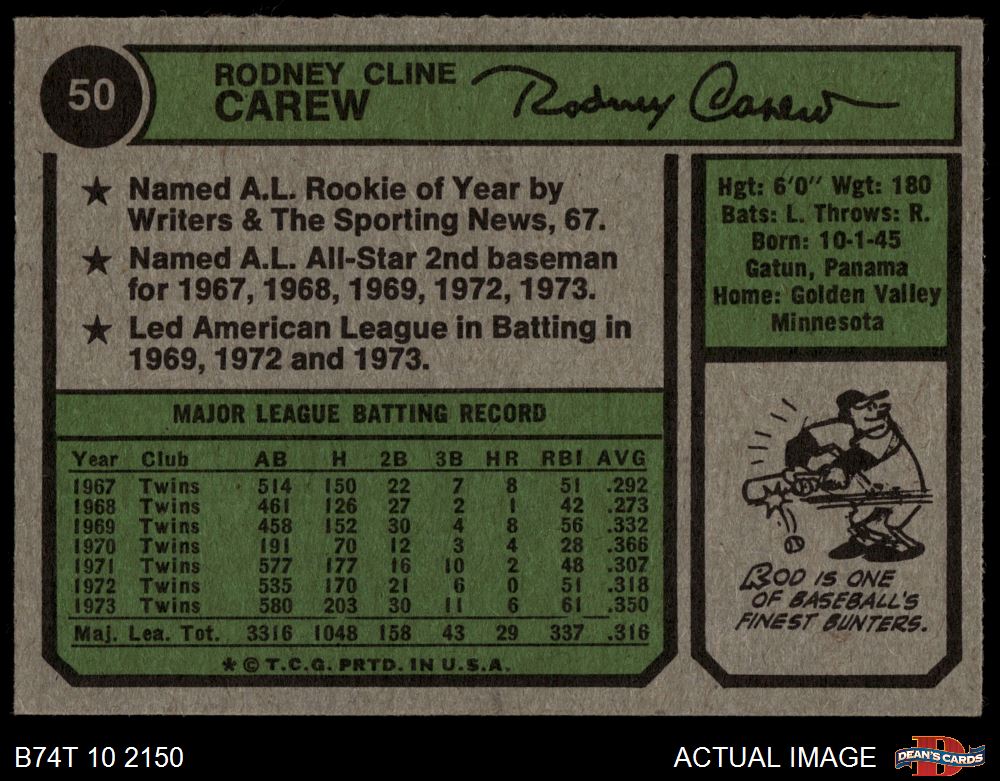 50
RODNEY CLINE
CAREW
Rodney Carew
★ Named A.L. Rookie of Year by
Writers & The Sporting News, 67.
★ Named A.L. All-Star 2nd baseman
for 1967, 1968, 1969, 1972, 1973.
★ Led American League in Batting in
1969, 1972 and 1973.
MAJOR LEAGUE BATTING RECORD
Year Club AB H 2B 3B HR RBI AVG
1967 Twins 514 150 22 7 8 51 .292
1968 Twins 461 126 27 2 1 42 .273
1969 Twins 458 152 30 4 8 56 .332
1970 Twins 191 70 12 3 4 28 .366
1971 Twins 577 177 16 10 2 48 .307
1972 Twins 535 170 21 6 0 51 .318
1973 Twins 580 203 30 11 6 61 .350
Maj. Lea. Tot. 3316 1048 158 43 29 337 .316
* © T.C.G. PRTD. IN U.S.A.
Hgt: 6'0" Wgt: 180
Bats: L. Throws: R.
Born: 10-1-45
Gatun, Panama
Home: Golden Valley
Minnesota
ROD IS ONE
OF BASEBALL'S
FINEST BUNTERS.
B74T 10 2150
ACTUAL IMAGE
D
DEAN'S CARDS